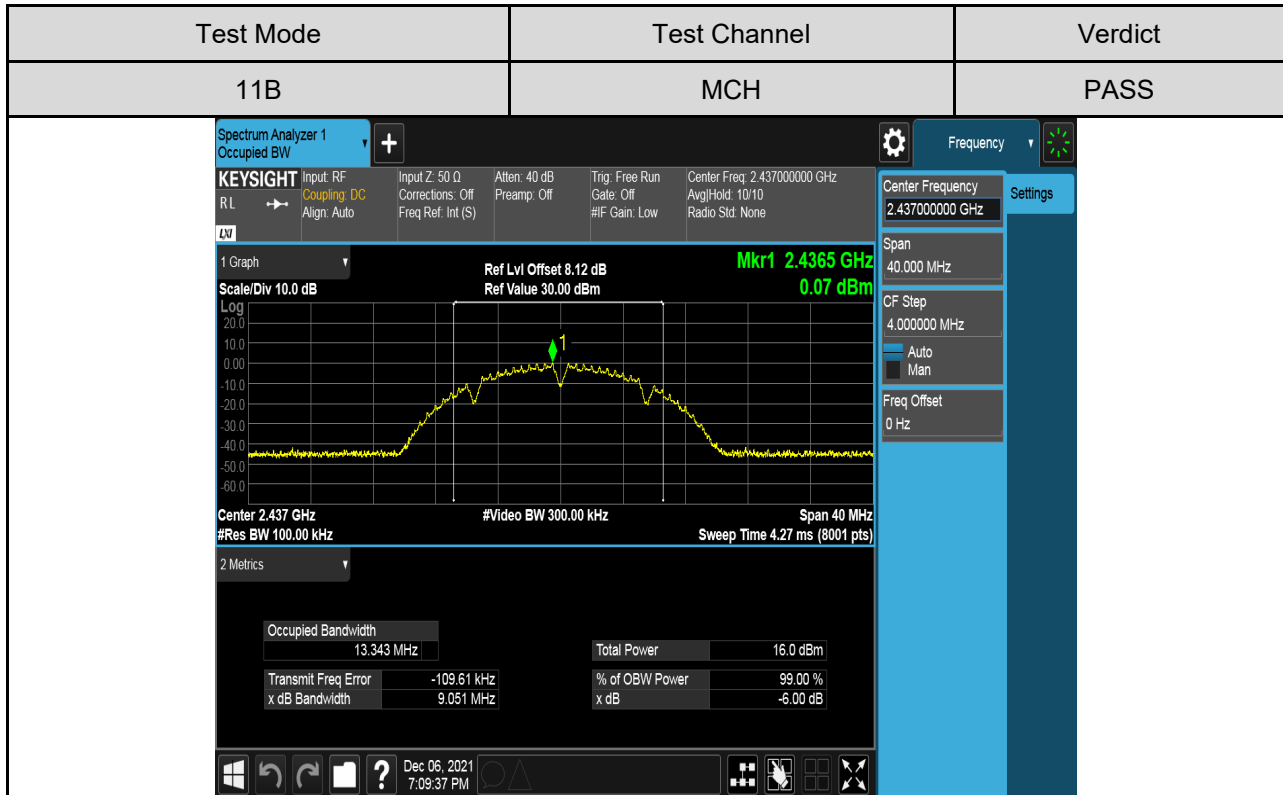 Test Mode Test Channel Verdict
11B MCH PASS
Spectrum Analyzer 1
Occupied BW
+
Frequency
KEYSIGHT
RL
LXI
Input: RF
Coupling: DC
Align: Auto
Input Z: 50 Ω
Corrections: Off
Freq Ref: Int (S)
Atten: 40 dB
Preamp: Off
Trig: Free Run
Gate: Off
#IF Gain: Low
Center Freq: 2.437000000 GHz
Avg|Hold: 10/10
Radio Std: None
Center Frequency
2.437000000 GHz
Settings
Span
40.000 MHz
CF Step
4.000000 MHz
Auto
Man
Freq Offset
0 Hz
1 Graph
Scale/Div 10.0 dB
Ref Lvl Offset 8.12 dB
Ref Value 30.00 dBm
Mkr1 2.4365 GHz
0.07 dBm
Log
20.0
10.0
0.00
-10.0
-20.0
-30.0
-40.0
-50.0
-60.0
1
Center 2.437 GHz #Video BW 300.00 kHz Span 40 MHz
#Res BW 100.00 kHz Sweep Time 4.27 ms (8001 pts)
2 Metrics
Occupied Bandwidth
13.343 MHz
Total Power 16.0 dBm
Transmit Freq Error -109.61 kHz % of OBW Power 99.00 %
x dB Bandwidth 9.051 MHz x dB -6.00 dB
?
Dec 06, 2021
7:09:37 PM